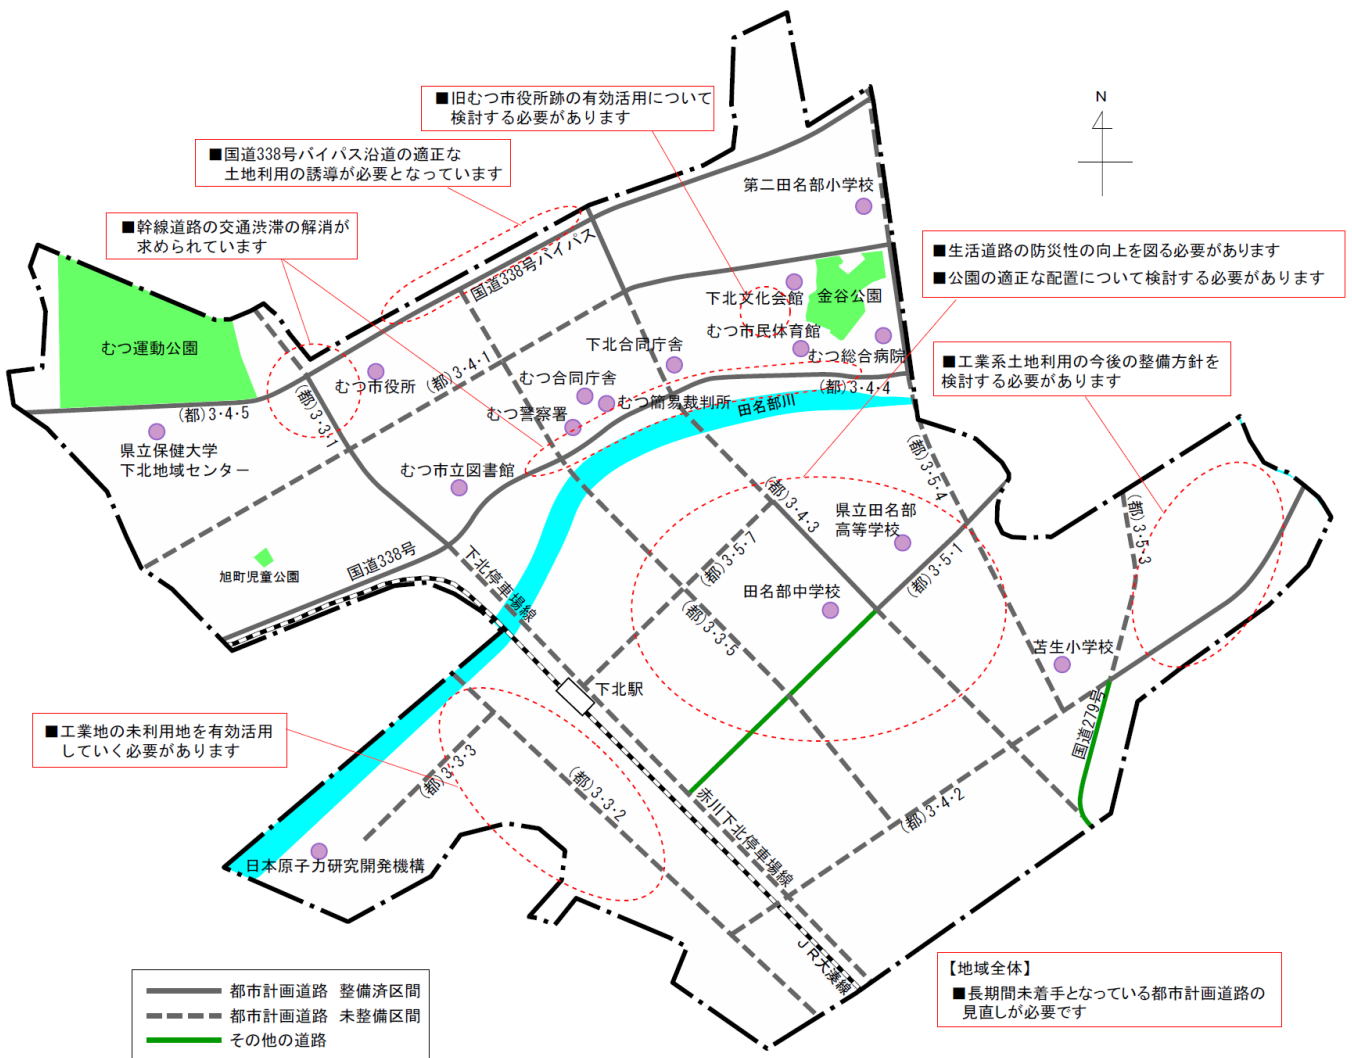 N
■旧むつ市役所跡の有効活用について
検討する必要があります
■国道338号バイパス沿道の適正な
土地利用の誘導が必要となっています
■幹線道路の交通渋滞の解消が
求められています
第二田名部小学校
■生活道路の防災性の向上を図る必要があります
■公園の適正な配置について検討する必要があります
国道338号バイパス
下北文化会館
金谷公園
むつ市民体育館
むつ総合病院
■工業系土地利用の今後の整備方針を
検討する必要があります
むつ運動公園
むつ市役所
(都)3・4・1
下北合同庁舎
むつ合同庁舎
むつ簡易裁判所
むつ警察署
(都)3・4・4
田名部川
(都)3・4・5
(都)3・3・1
県立保健大学
下北地域センター
むつ市立図書館
(都)3・5・4
(都)3・4・3
県立田名部
高等学校
(都)3・5・3
国道338号
旭町児童公園
下北停車場線
(都)3・5・7
田名部中学校
(都)3・5・1
(都)3・3・5
苫生小学校
下北駅
国道279号
■工業地の未利用地を有効活用
していく必要があります
(都)3・3・3
(都)3・3・2
(都)3・4・2
赤川下北停車場線
日本原子力研究開発機構
JR大湊線
【地域全体】
■長期間未着手となっている都市計画道路の
見直しが必要です
都市計画道路 整備済区間
都市計画道路 未整備区間
その他の道路